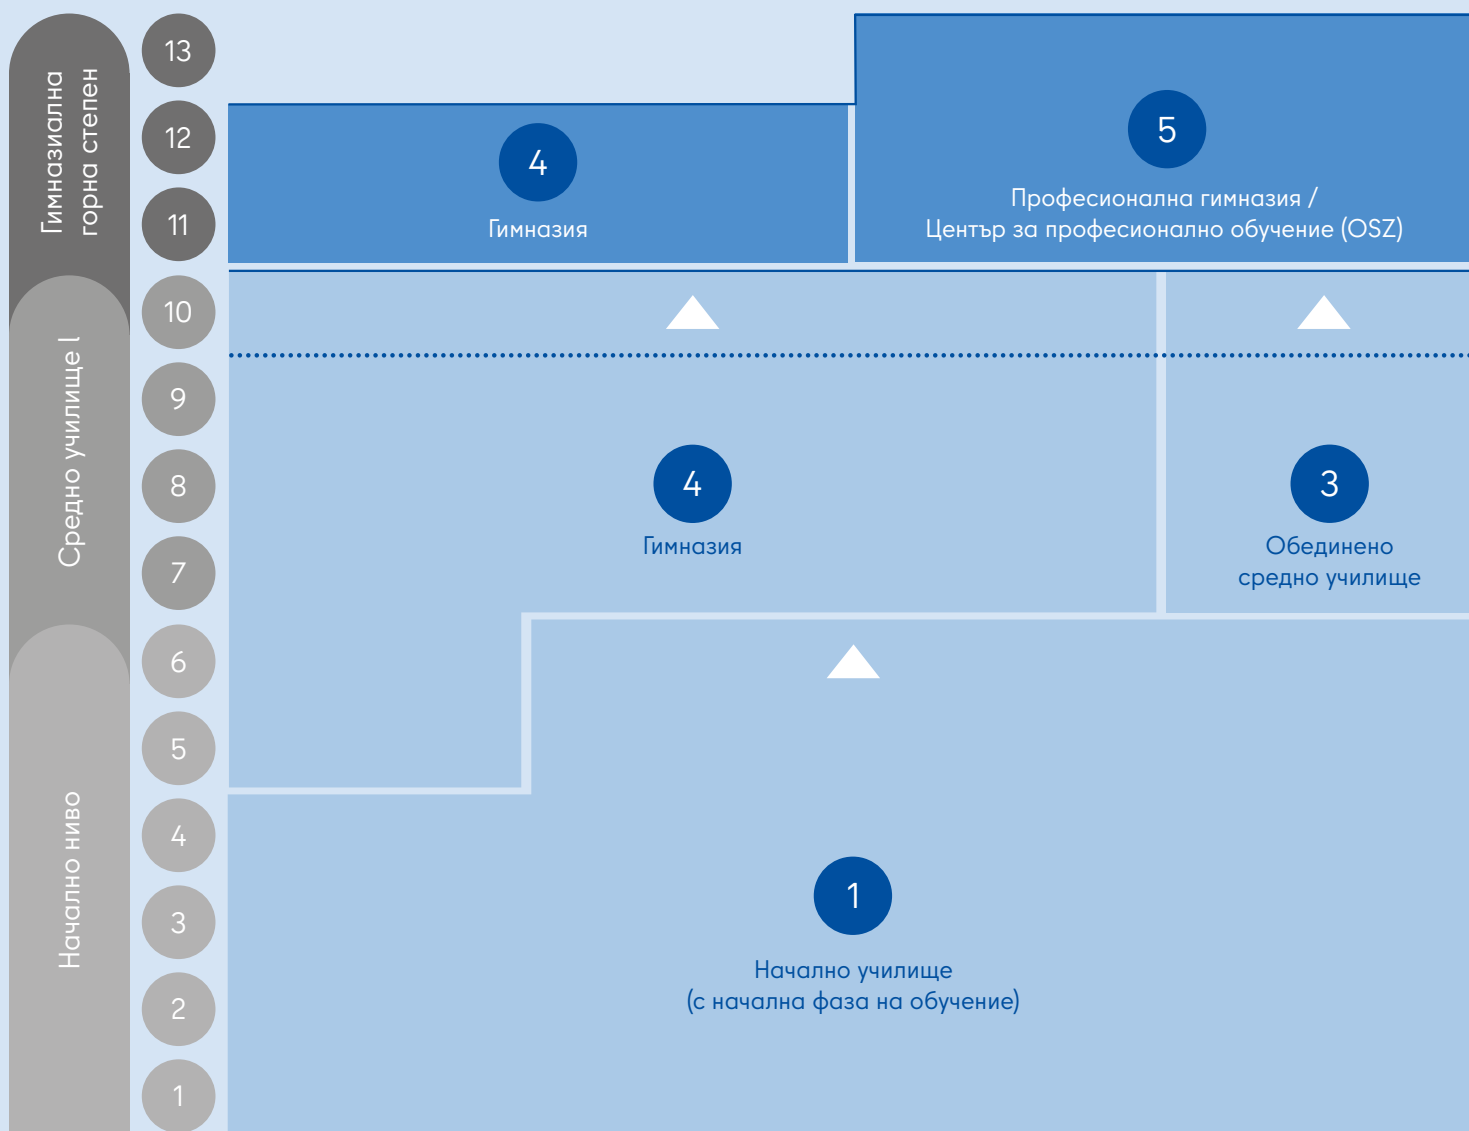 Гимназиална
горна степен
Средно училище l
Начално ниво
13
12
11
10
9
8
7
6
5
4
3
2
1
4
Гимназия
5
Професионална гимназия /
Център за професионално обучение (OSZ)
4
Гимназия
3
Обединено
средно училище
1
Начално училище
(с начална фаза на обучение)